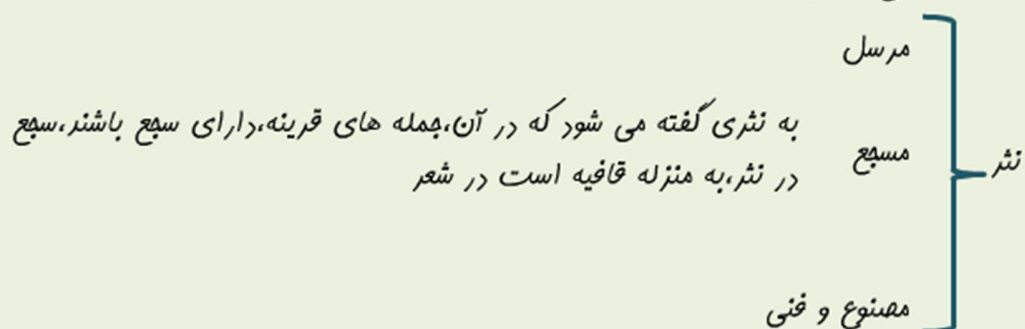 نثر
مرسل
مسجع
به نثری گفته می شود که در آن،جمله های قرینه،دارای سجع باشند،سجع
در نثر،به منزله قافیه است در شعر
مصنوع و فنی